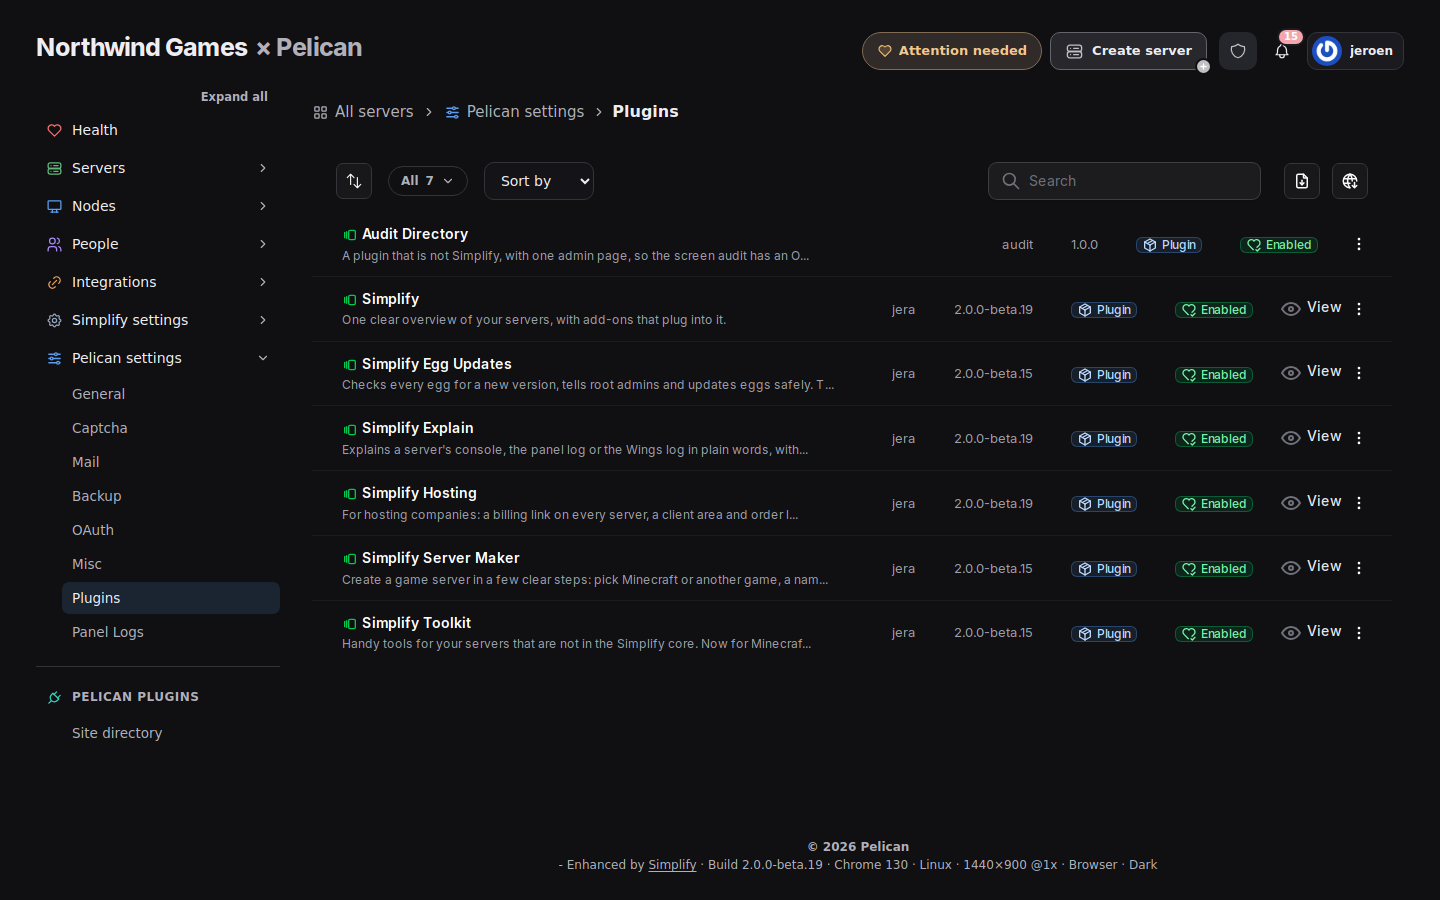 Northwind Games × Pelican
Attention needed
Create server
15
jeroen
Expand all
Health
Servers
Nodes
People
Integrations
Simplify settings
Pelican settings
General
Captcha
Mail
Backup
OAuth
Misc
Plugins
Panel Logs
PELICAN PLUGINS
Site directory
All servers > Pelican settings > Plugins
All 7
Sort by
Search
Audit Directory
A plugin that is not Simplify, with one admin page, so the screen audit has an O...
audit 1.0.0 Plugin Enabled
Simplify
One clear overview of your servers, with add-ons that plug into it.
jera 2.0.0-beta.19 Plugin Enabled View
Simplify Egg Updates
Checks every egg for a new version, tells root admins and updates eggs safely. T...
jera 2.0.0-beta.15 Plugin Enabled View
Simplify Explain
Explains a server's console, the panel log or the Wings log in plain words, with...
jera 2.0.0-beta.19 Plugin Enabled View
Simplify Hosting
For hosting companies: a billing link on every server, a client area and order l...
jera 2.0.0-beta.19 Plugin Enabled View
Simplify Server Maker
Create a game server in a few clear steps: pick Minecraft or another game, a nam...
jera 2.0.0-beta.15 Plugin Enabled View
Simplify Toolkit
Handy tools for your servers that are not in the Simplify core. Now for Minecraf...
jera 2.0.0-beta.15 Plugin Enabled View
© 2026 Pelican
- Enhanced by Simplify · Build 2.0.0-beta.19 · Chrome 130 · Linux · 1440×900 @1x · Browser · Dark